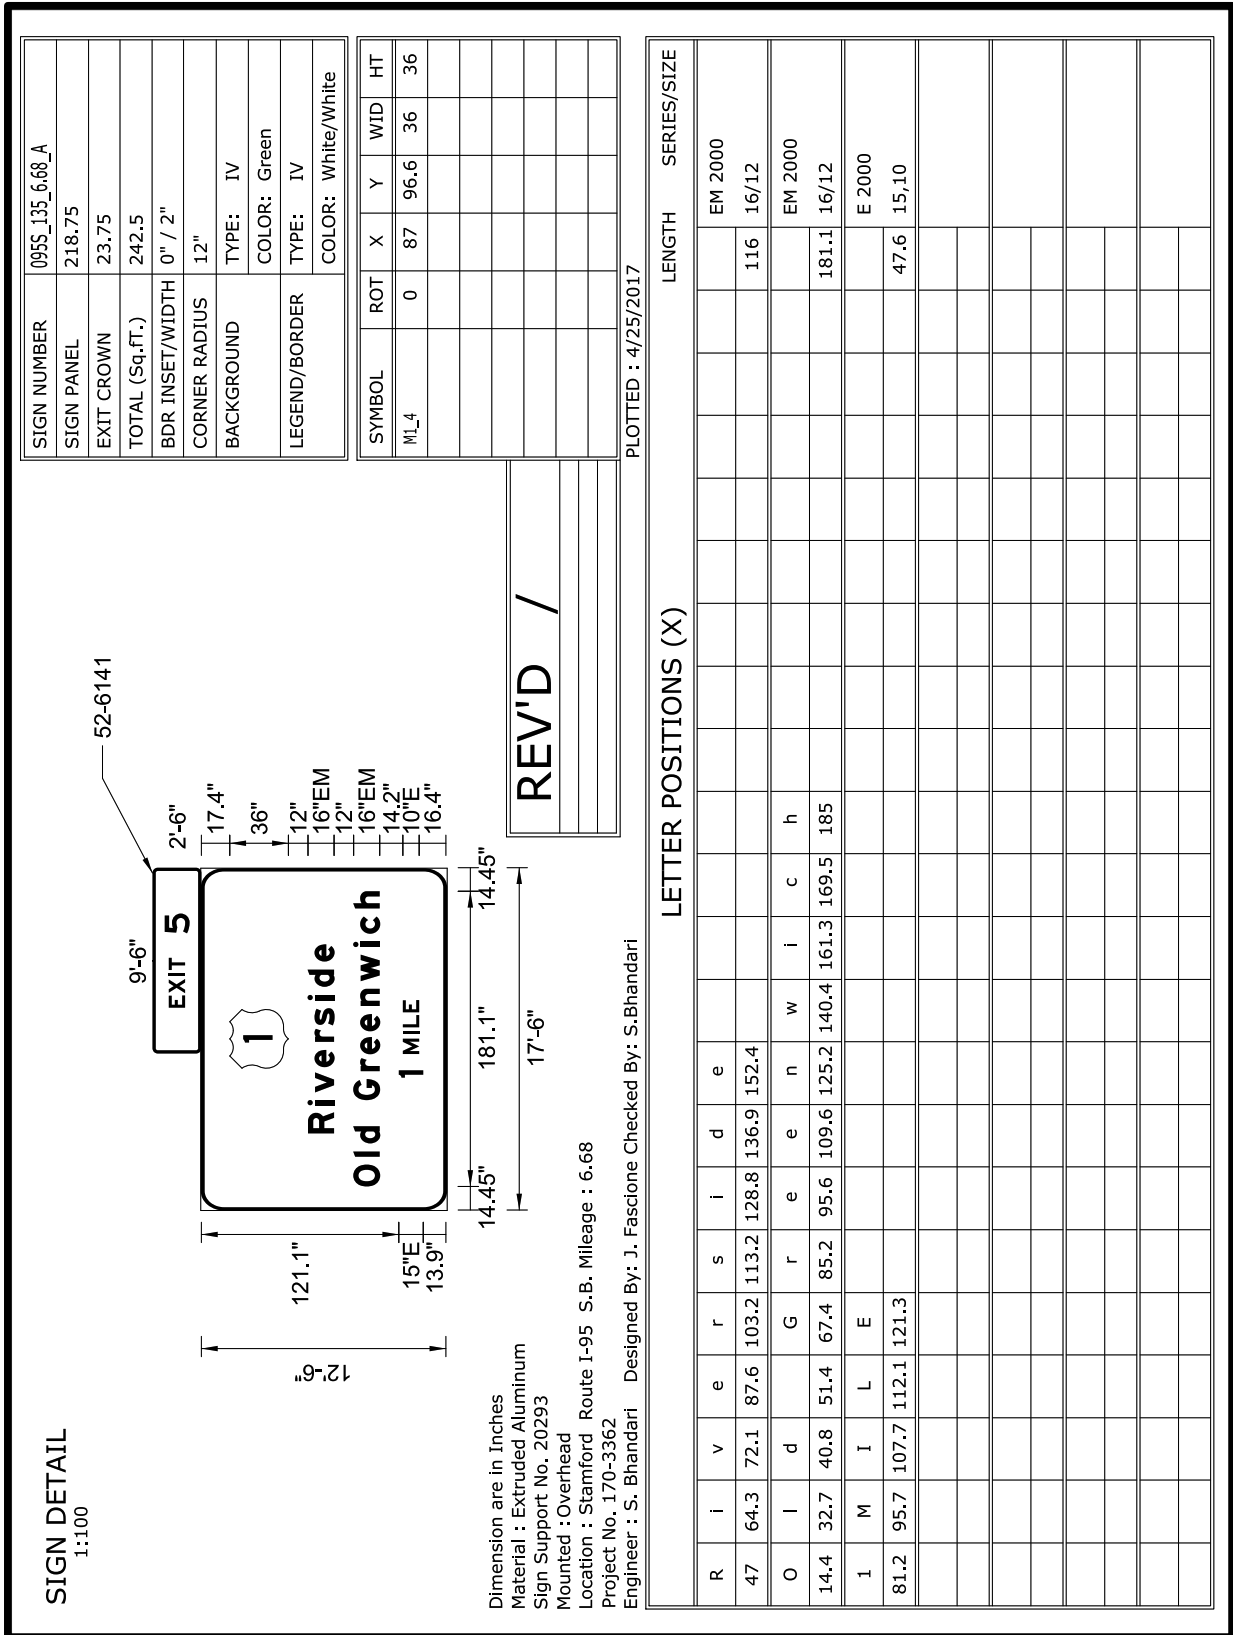 SIGN DETAIL
1:100
SIGN NUMBER 095S_135_6.68_A
SIGN PANEL 218.75
EXIT CROWN 23.75
TOTAL (Sq.fT.) 242.5
BDR INSET/WIDTH 0" / 2"
CORNER RADIUS 12"
BACKGROUND TYPE: IV
COLOR: Green
LEGEND/BORDER TYPE: IV
COLOR: White/White
SYMBOL ROT X Y WID HT
M1_4 0 87 96.6 36 36
52-6141
9'-6"
2'-6"
EXIT 5
1
Riverside
Old Greenwich
1 MILE
12'-6"
121.1"
15"E
13.9"
17.4"
36"
12"
16"EM
12"
16"EM
14.2"
10"E
16.4"
14.45" 181.1" 14.45"
17'-6"
REV'D /
Dimension are in Inches
Material : Extruded Aluminum
Sign Support No. 20293
Mounted :Overhead
Location : Stamford Route I-95 S.B. Mileage : 6.68
Project No. 170-3362
Engineer : S. Bhandari Designed By: J. Fascione Checked By: S.Bhandari
PLOTTED : 4/25/2017
LETTER POSITIONS (X) LENGTH SERIES/SIZE
R i v e r s i d e EM 2000
47 64.3 72.1 87.6 103.2 113.2 128.8 136.9 152.4 116 16/12
O l d G r e e n w i c h EM 2000
14.4 32.7 40.8 51.4 67.4 85.2 95.6 109.6 125.2 140.4 161.3 169.5 185 181.1 16/12
1 M I L E E 2000
81.2 95.7 107.7 112.1 121.3 47.6 15,10